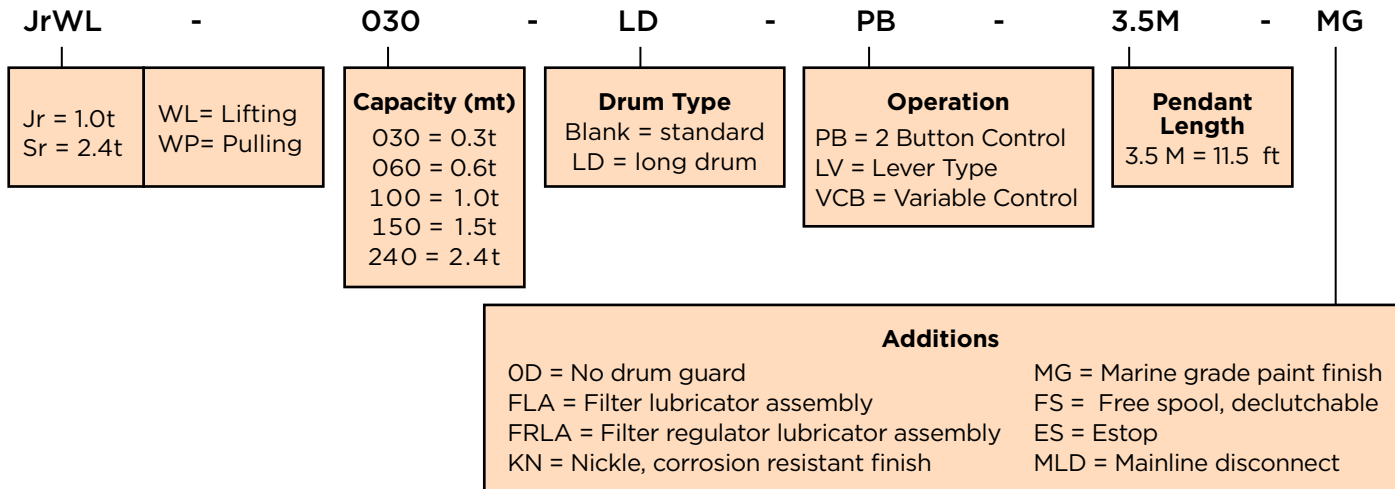 JrWL - 030 - LD - PB - 3.5M - MG
Jr = 1.0t
Sr = 2.4t
WL= Lifting
WP= Pulling
Capacity (mt)
030 = 0.3t
060 = 0.6t
100 = 1.0t
150 = 1.5t
240 = 2.4t
Drum Type
Blank = standard
LD = long drum
Operation
PB = 2 Button Control
LV = Lever Type
VCB = Variable Control
Pendant
Length
3.5 M = 11.5 ft
Additions
0D = No drum guard
FLA = Filter lubricator assembly
FRLA = Filter regulator lubricator assembly
KN = Nickle, corrosion resistant finish
MG = Marine grade paint finish
FS = Free spool, declutchable
ES = Estop
MLD = Mainline disconnect